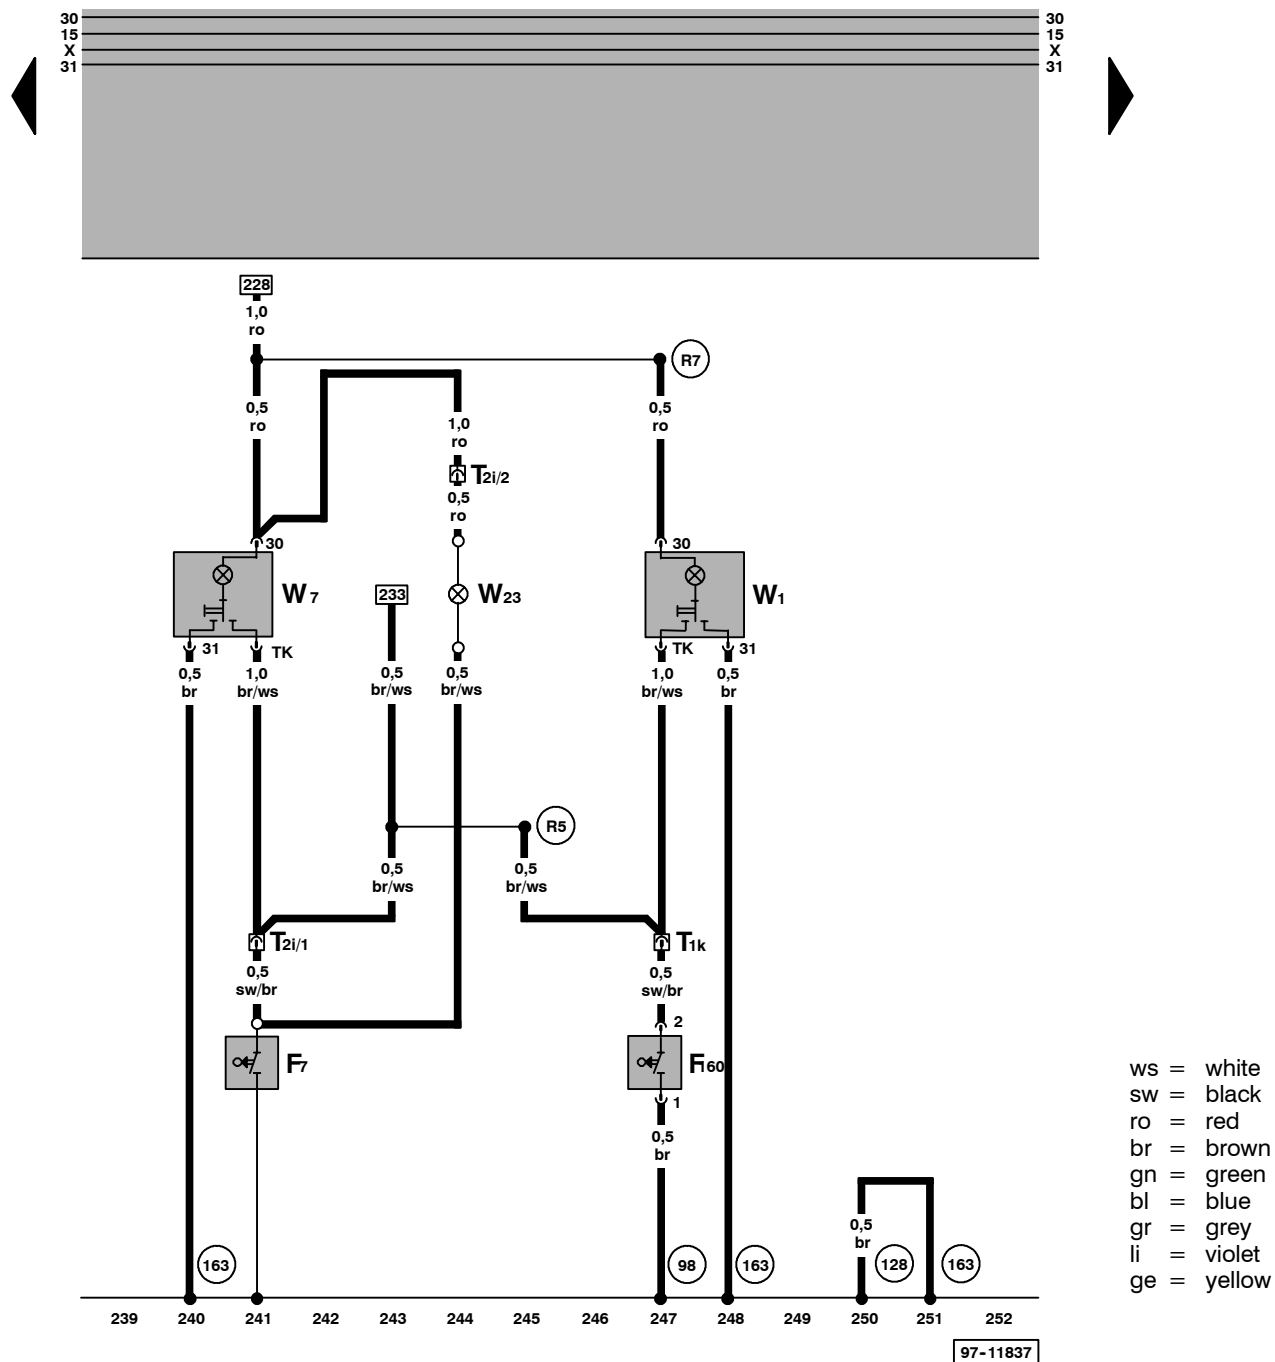 30 30
15 15
X X
31 31
228
1,0
ro
R7
0,5
ro
1,0
ro
0,5
ro
T2i/2
0,5
ro
30
30
W7
233
W23
W1
31
TK
TK
31
0,5
br
1,0
br/ws
0,5
br/ws
0,5
br/ws
1,0
br/ws
0,5
br
R5
0,5
br/ws
0,5
br/ws
T2i/1
T1k
0,5
sw/br
0,5
sw/br
2
F7
F160
1
0,5
br
0,5
br
163
98
163
128
163
239 240 241 242 243 244 245 246 247 248 249 250 251 252
97-11837
ws = white
sw = black
ro = red
br = brown
gn = green
bl = blue
gr = grey
li = violet
ge = yellow